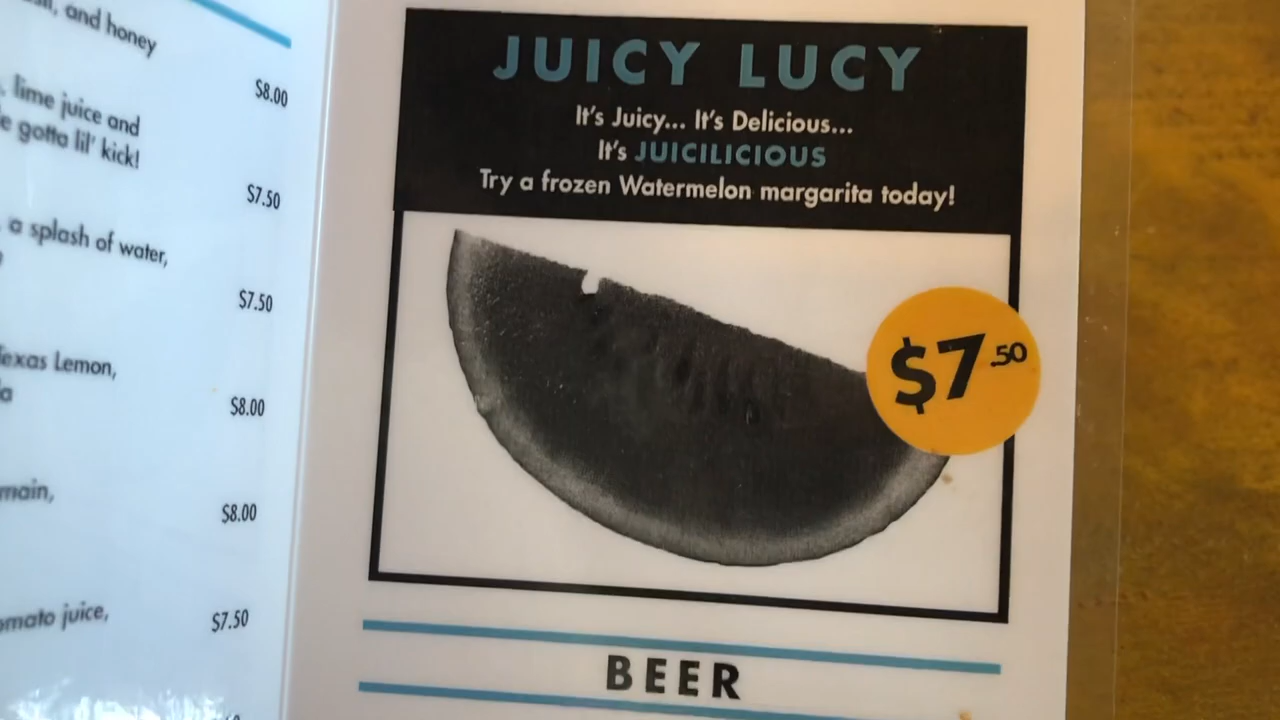 and honey
$8.00
lime juice and
gotta lil' kick!
$7.50
a splash of water,
$7.50
Texas Lemon,
$8.00
$8.00
juice,
$7.50
JUICY LUCY
It's Juicy... It's Delicious...
It's JUICILICIOUS
Try a frozen Watermelon margarita today!
$7.50
BEER